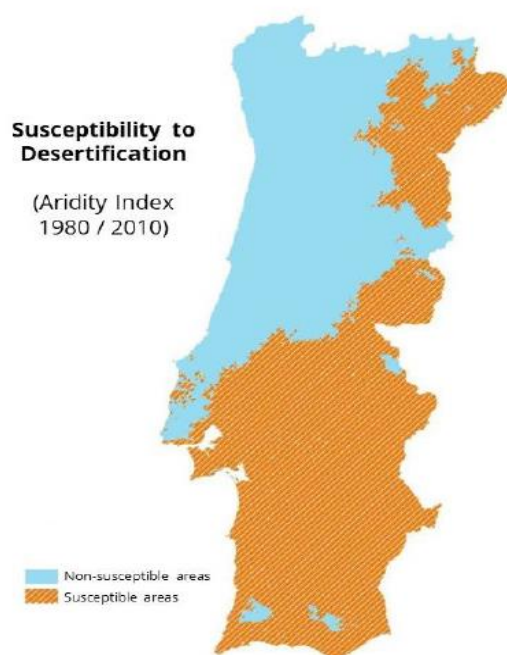 Susceptibility to
Desertification
(Aridity Index
1980 / 2010)
Non-susceptible areas
Susceptible areas